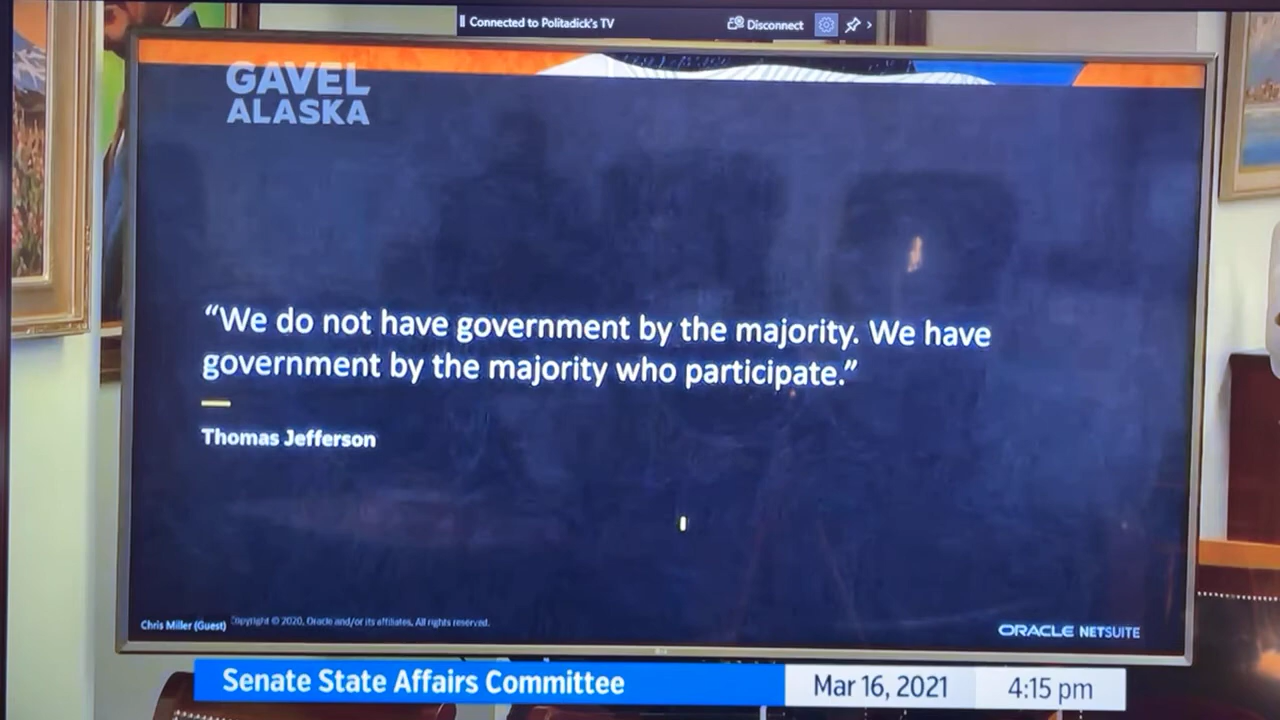 Connected to Politadick's TV
Disconnect
GAVEL
ALASKA
“We do not have government by the majority. We have
government by the majority who participate.”
Thomas Jefferson
Chris Miller (Guest)
Copyright © 2020, Oracle and/or its affiliates. All rights reserved.
ORACLE NETSUITE
LG
Senate State Affairs Committee
Mar 16, 2021
4:15 pm